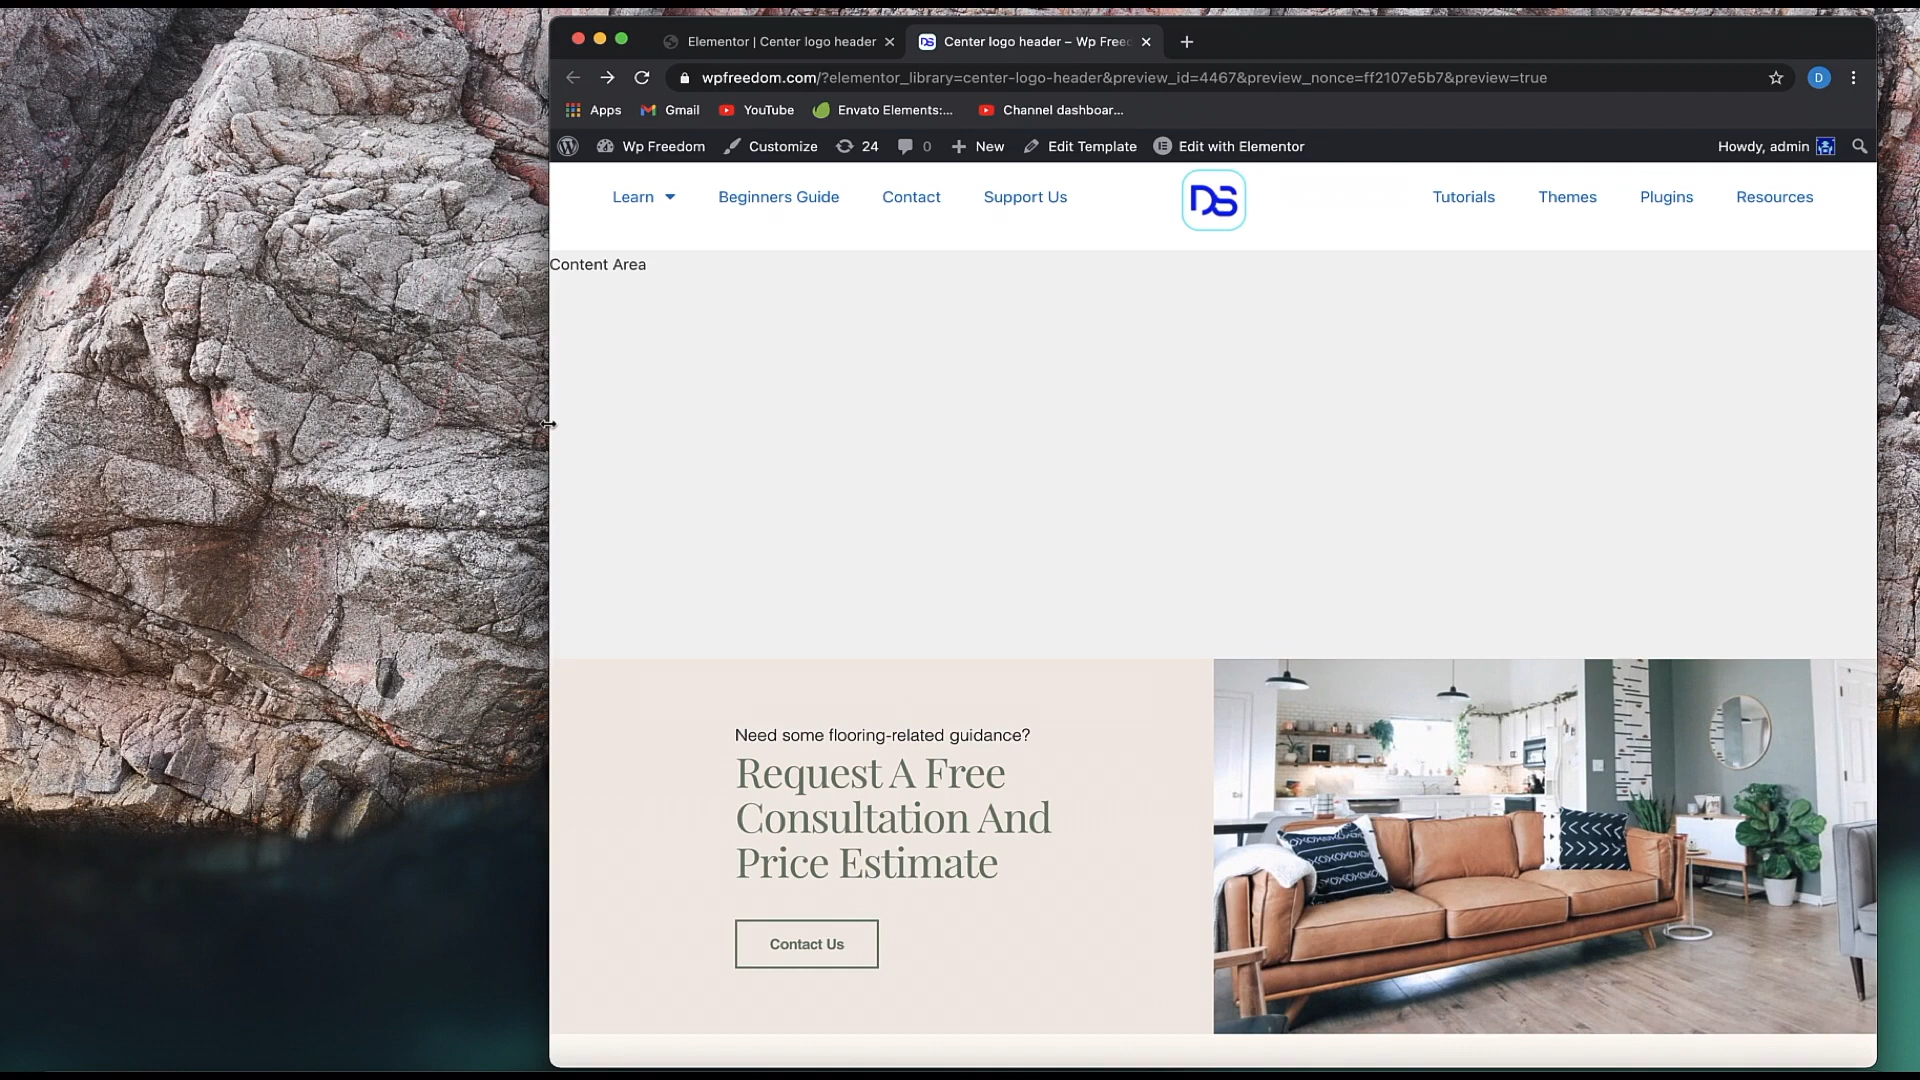 Elementor | Center logo header
Center logo header – Wp Free
wpfreedom.com/?elementor_library=center-logo-header&preview_id=4467&preview_nonce=ff2107e5b7&preview=true
D
Apps Gmail YouTube Envato Elements:... Channel dashboar...
Wp Freedom Customize 24 0 New Edit Template Edit with Elementor Howdy, admin
Learn Beginners Guide Contact Support Us DS Tutorials Themes Plugins Resources
Content Area
Need some flooring-related guidance?
Request A Free
Consultation And
Price Estimate
Contact Us